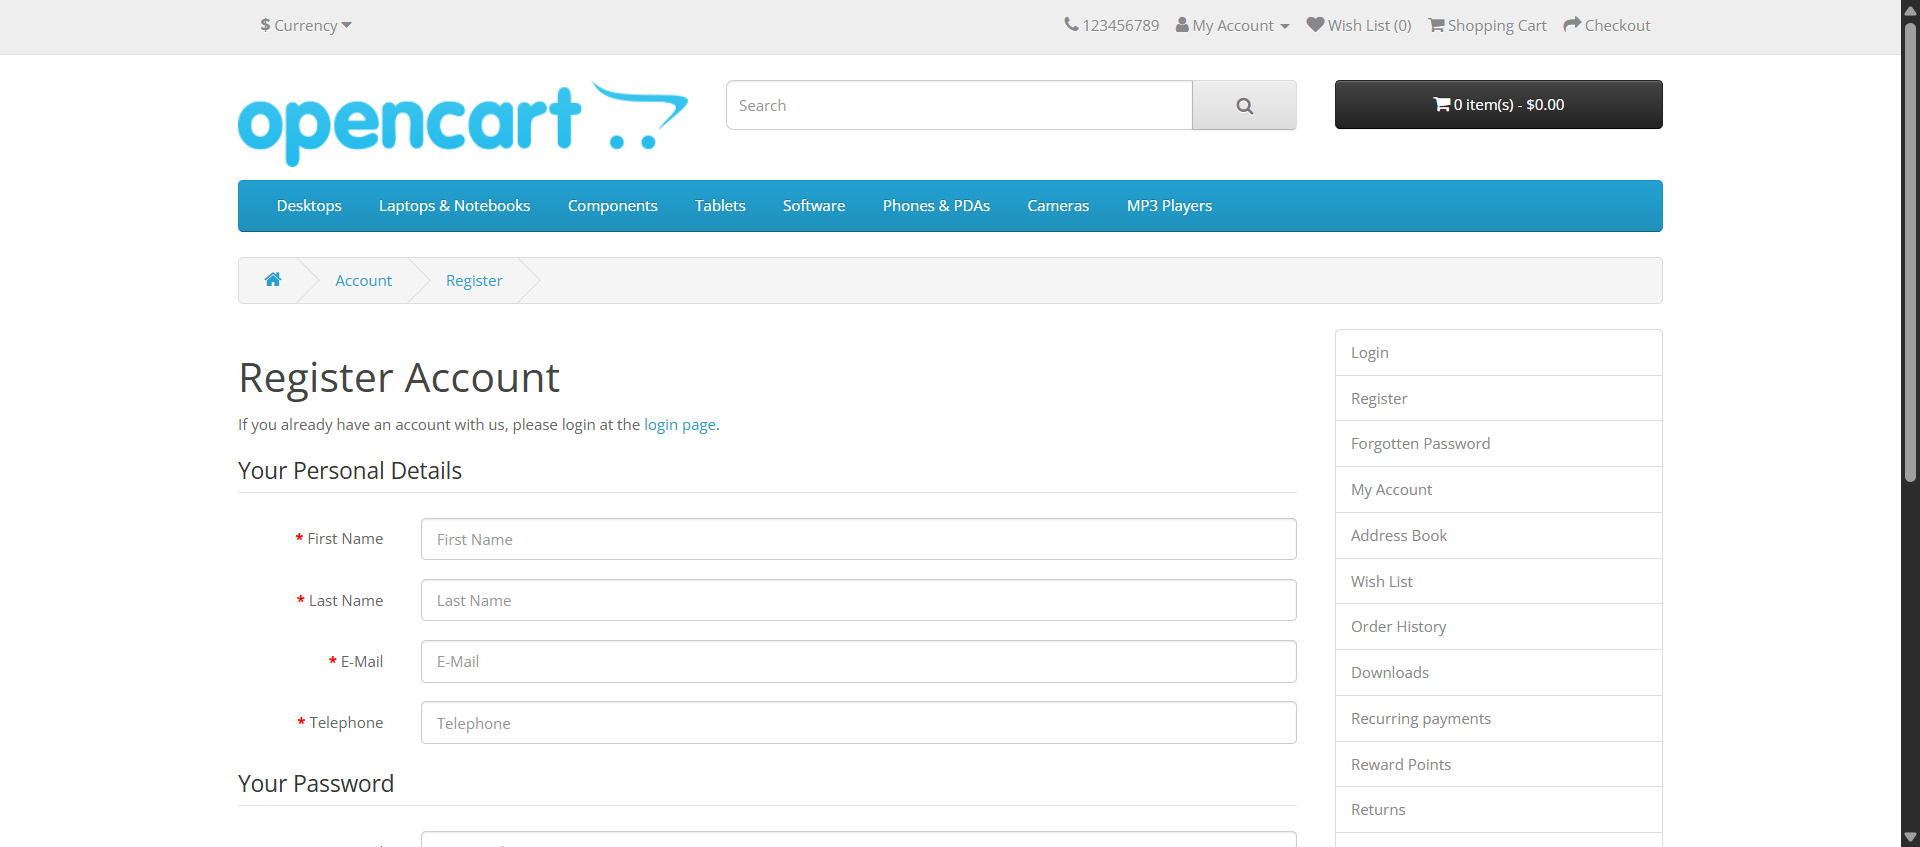 $ Currency
123456789 My Account Wish List (0) Shopping Cart Checkout
opencart
Search
0 item(s) - $0.00
Desktops Laptops & Notebooks Components Tablets Software Phones & PDAs Cameras MP3 Players
Account Register
Register Account
If you already have an account with us, please login at the login page.
Your Personal Details
* First Name First Name
* Last Name Last Name
* E-Mail E-Mail
* Telephone Telephone
Your Password
Login
Register
Forgotten Password
My Account
Address Book
Wish List
Order History
Downloads
Recurring payments
Reward Points
Returns